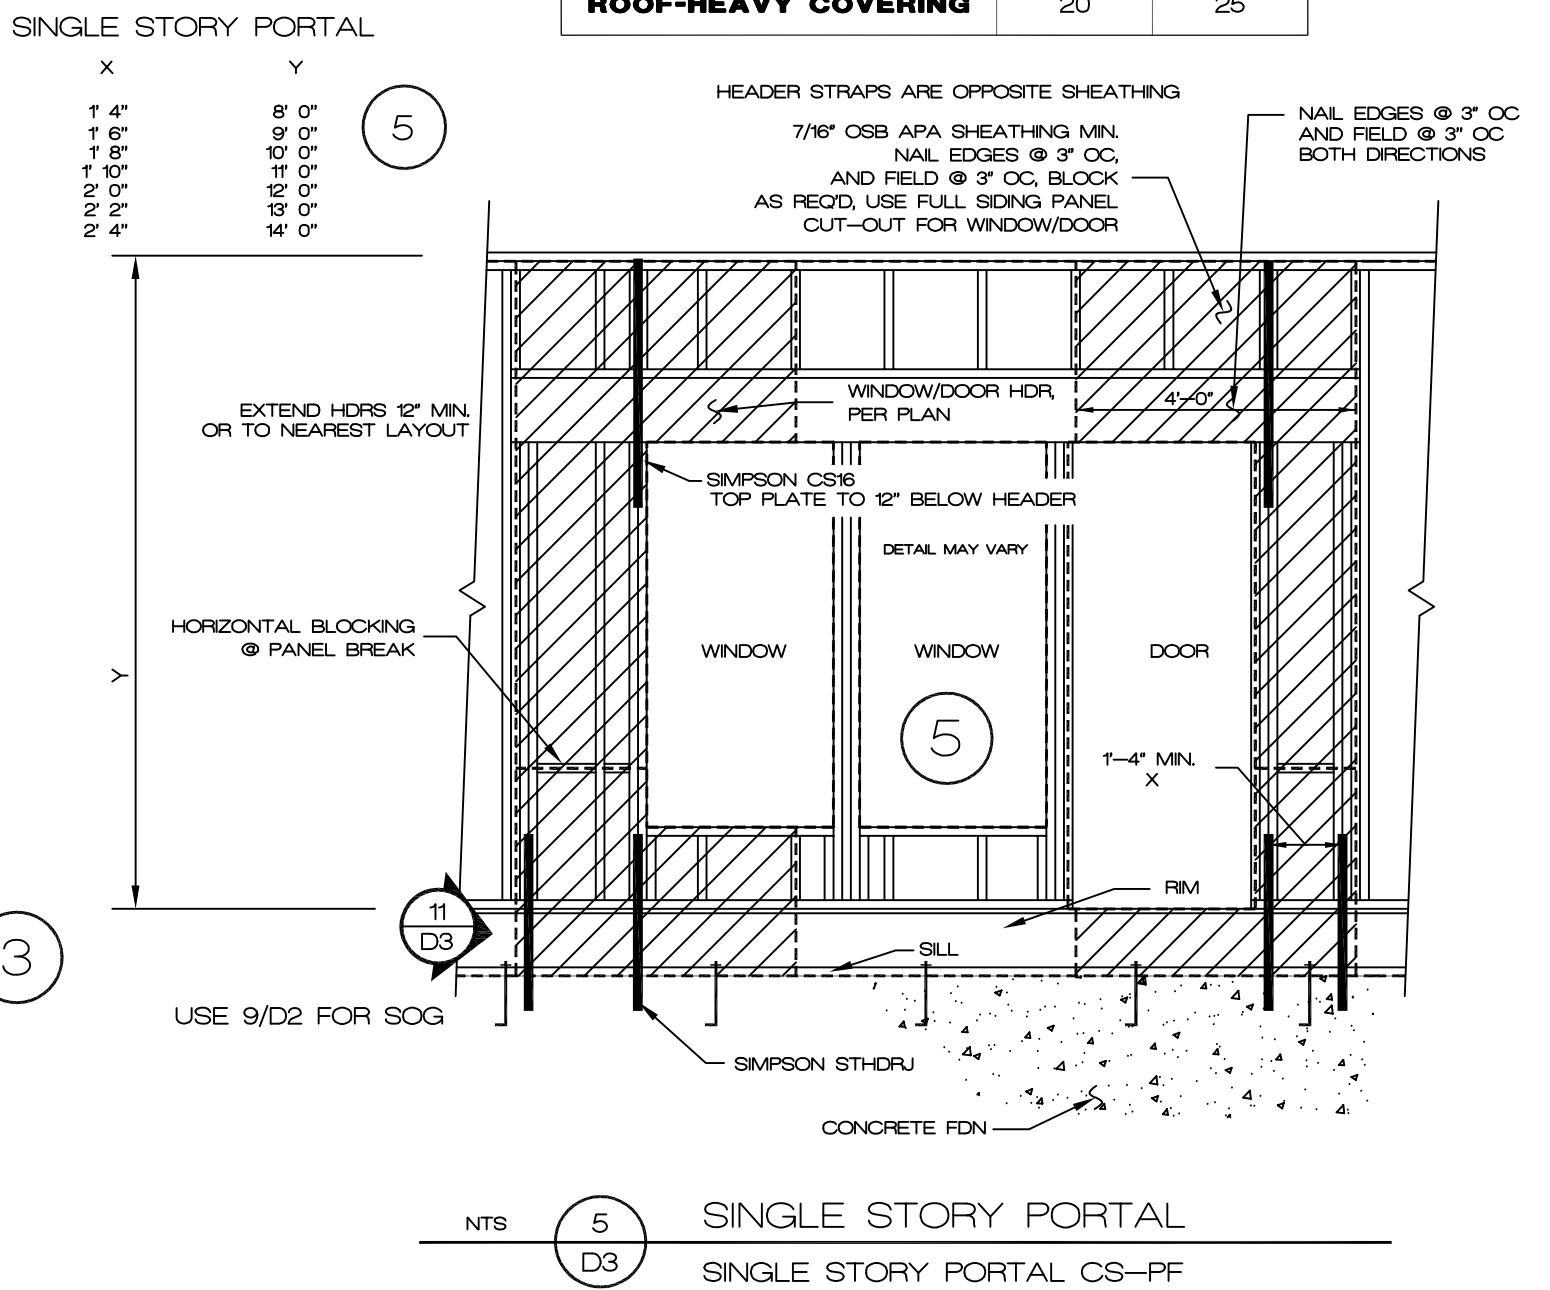 ROOF-HEAVY COVERING 20 25
SINGLE STORY PORTAL
X Y
1' 4" 8' 0"
1' 6" 9' 0"
1' 8" 10' 0"
1' 10" 11' 0"
2' 0" 12' 0"
2' 2" 13' 0"
2' 4" 14' 0"
5
HEADER STRAPS ARE OPPOSITE SHEATHING
7/16" OSB APA SHEATHING MIN.
NAIL EDGES @ 3" OC,
AND FIELD @ 3" OC, BLOCK
AS REQ'D, USE FULL SIDING PANEL
CUT-OUT FOR WINDOW/DOOR
NAIL EDGES @ 3" OC
AND FIELD @ 3" OC
BOTH DIRECTIONS
EXTEND HDRS 12" MIN.
OR TO NEAREST LAYOUT
WINDOW/DOOR HDR,
PER PLAN
4'-0"
SIMPSON CS16
TOP PLATE TO 12" BELOW HEADER
DETAIL MAY VARY
HORIZONTAL BLOCKING
@ PANEL BREAK
Y
WINDOW
WINDOW
DOOR
5
1'-4" MIN.
X
RIM
11
D3
SILL
3
USE 9/D2 FOR SOG
SIMPSON STHDRJ
CONCRETE FDN
NTS
5
D3
SINGLE STORY PORTAL
SINGLE STORY PORTAL CS-PF